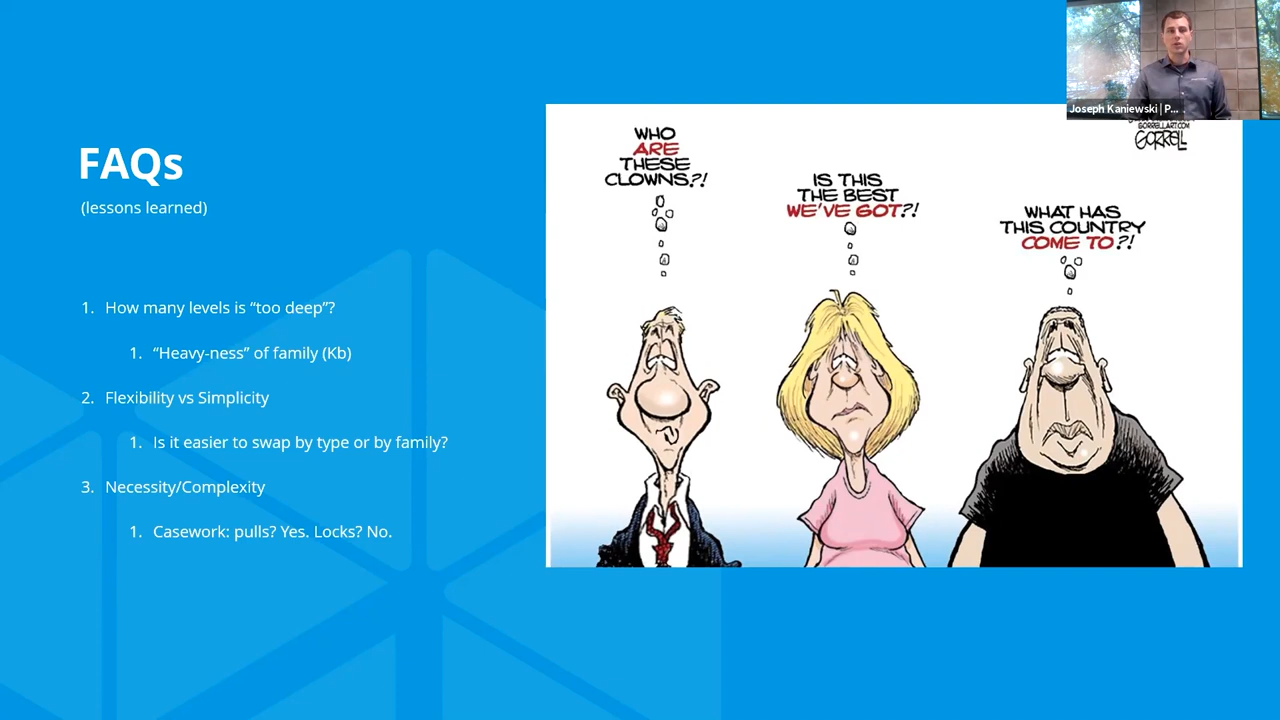 FAQs
(lessons learned)
1. How many levels is “too deep”?
1. “Heavy-ness” of family (Kb)
2. Flexibility vs Simplicity
1. Is it easier to swap by type or by family?
3. Necessity/Complexity
1. Casework: pulls? Yes. Locks? No.
WHO
ARE
THESE
CLOWNS?!
IS THIS
THE BEST
WE'VE GOT?!
WHAT HAS
THIS COUNTRY
COME TO?!
GORRELLART.COM
GORRELL
Joseph Kaniewski | P...